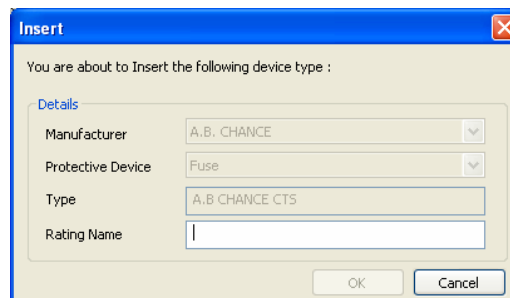 Insert
You are about to Insert the following device type :
Details
Manufacturer A.B. CHANCE
Protective Device Fuse
Type A.B CHANCE CTS
Rating Name
OK Cancel